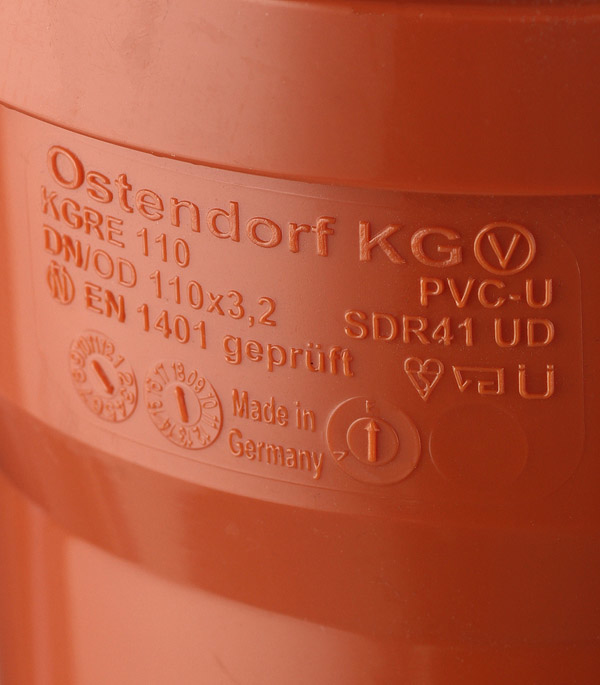 Ostendorf KG V
KGRE 110
DN/OD 110x3,2
PVC-U
N EN 1401 geprüft
SDR41 UD
Ü
Made in
Germany
E